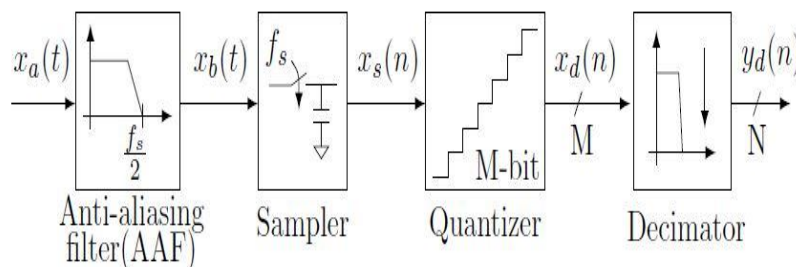 x_a(t)
x_b(t)
f_s
x_s(n)
x_d(n)
y_d(n)
f_s
2
M-bit
M
N
Anti-aliasing
filter(AAF)
Sampler
Quantizer
Decimator